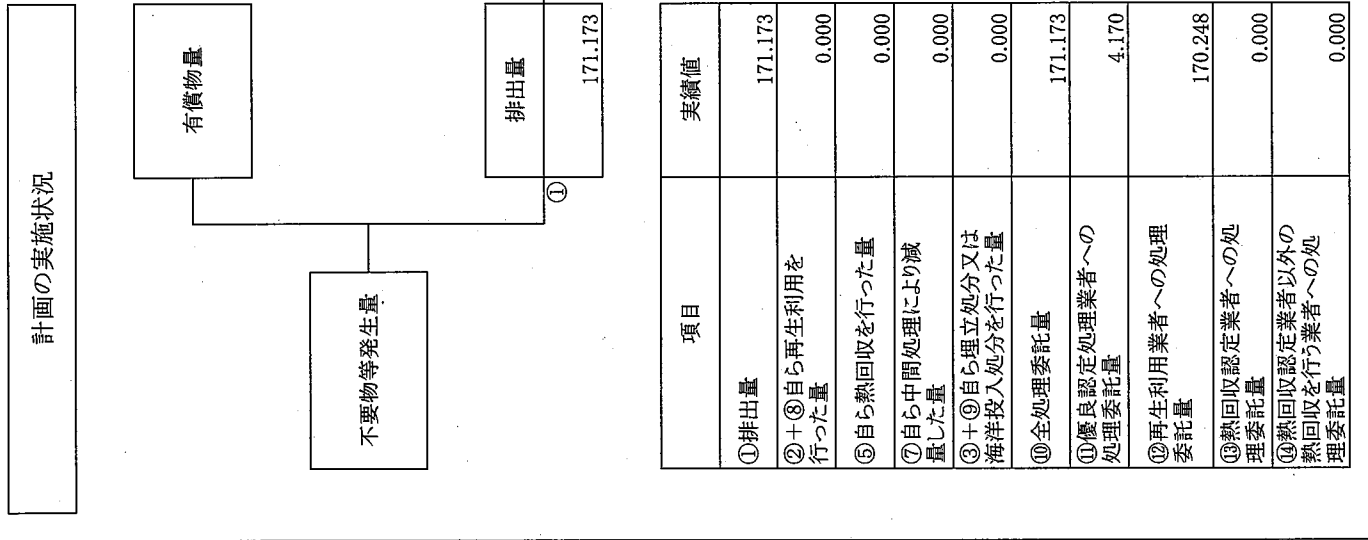 計画の実施状況
有償物量
不要物等発生量
①
排出量
171.173
項目
実績値
①排出量
171.173
②+⑧自ら再生利用を
行った量
0.000
⑤自ら熱回収を行った量
0.000
⑦自ら中間処理により減
量した量
0.000
③+⑨自ら埋立処分又は
海洋投入処分を行った量
0.000
⑩全処理委託量
171.173
⑪優良認定処理業者への
処理委託量
4.170
⑫再生利用業者への処理
委託量
170.248
⑬熱回収認定業者への処
理委託量
0.000
⑭熱回収認定業者以外の
熱回収を行う業者への処
理委託量
0.000